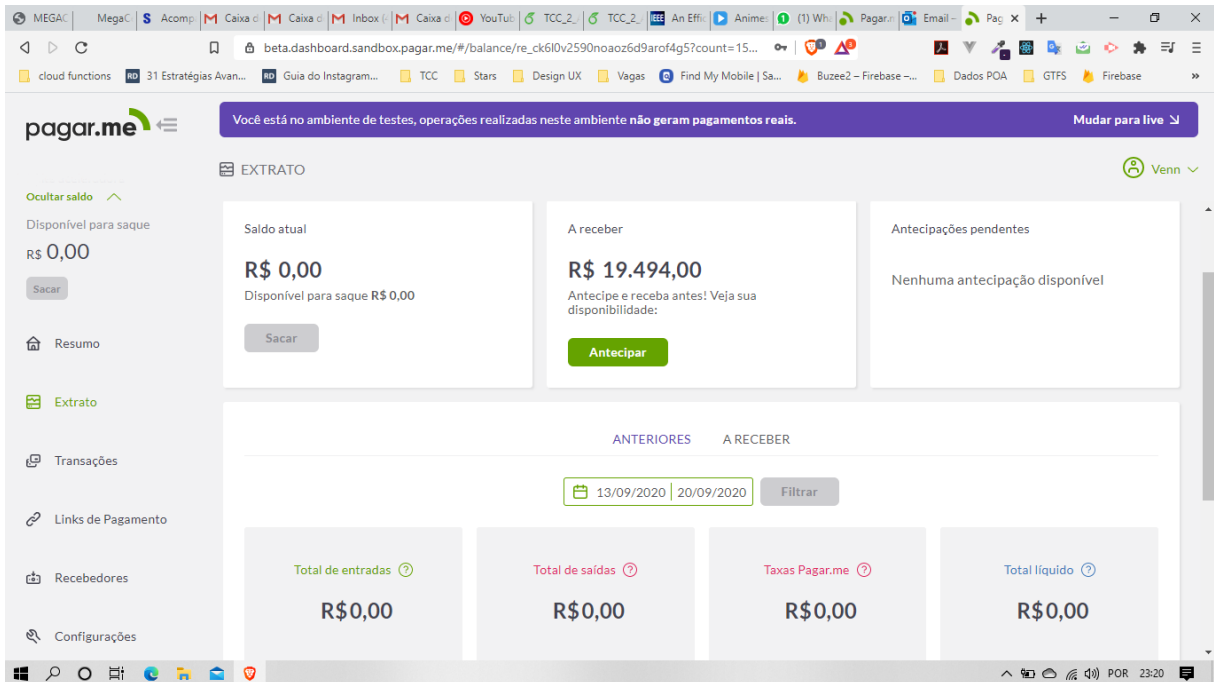 MEGAC
MegaC
S Acomp
Caixa d
Caixa d
Inbox (
Caixa d
YouTub
TCC_2_
TCC_2_
IEEE An Effic
Animes
(1) Wh
Pagar.n
Email –
Pag
beta.dashboard.sandbox.pagar.me/#/balance/re_ck6l0v2590noaoz6d9arof4g5?count=15...
cloud functions
RD 31 Estratégias Avan...
RD Guia do Instagram...
TCC
Stars
Design UX
Vagas
Find My Mobile | Sa...
Buzee2 – Firebase –...
Dados POA
GTFS
Firebase
»
pagar.me
Você está no ambiente de testes, operações realizadas neste ambiente não geram pagamentos reais.
Mudar para live
EXTRATO
Venn
Ocultar saldo
Disponível para saque
R$ 0,00
Sacar
Resumo
Extrato
Transações
Links de Pagamento
Recebedores
Configurações
Saldo atual
R$ 0,00
Disponível para saque R$ 0,00
Sacar
A receber
R$ 19.494,00
Antecipe e receba antes! Veja sua
disponibilidade:
Antecipar
Antecipações pendentes
Nenhuma antecipação disponível
ANTERIORES
A RECEBER
13/09/2020
20/09/2020
Filtrar
Total de entradas ?
R$0,00
Total de saídas ?
R$0,00
Taxas Pagar.me ?
R$0,00
Total líquido ?
R$0,00
POR
23:20